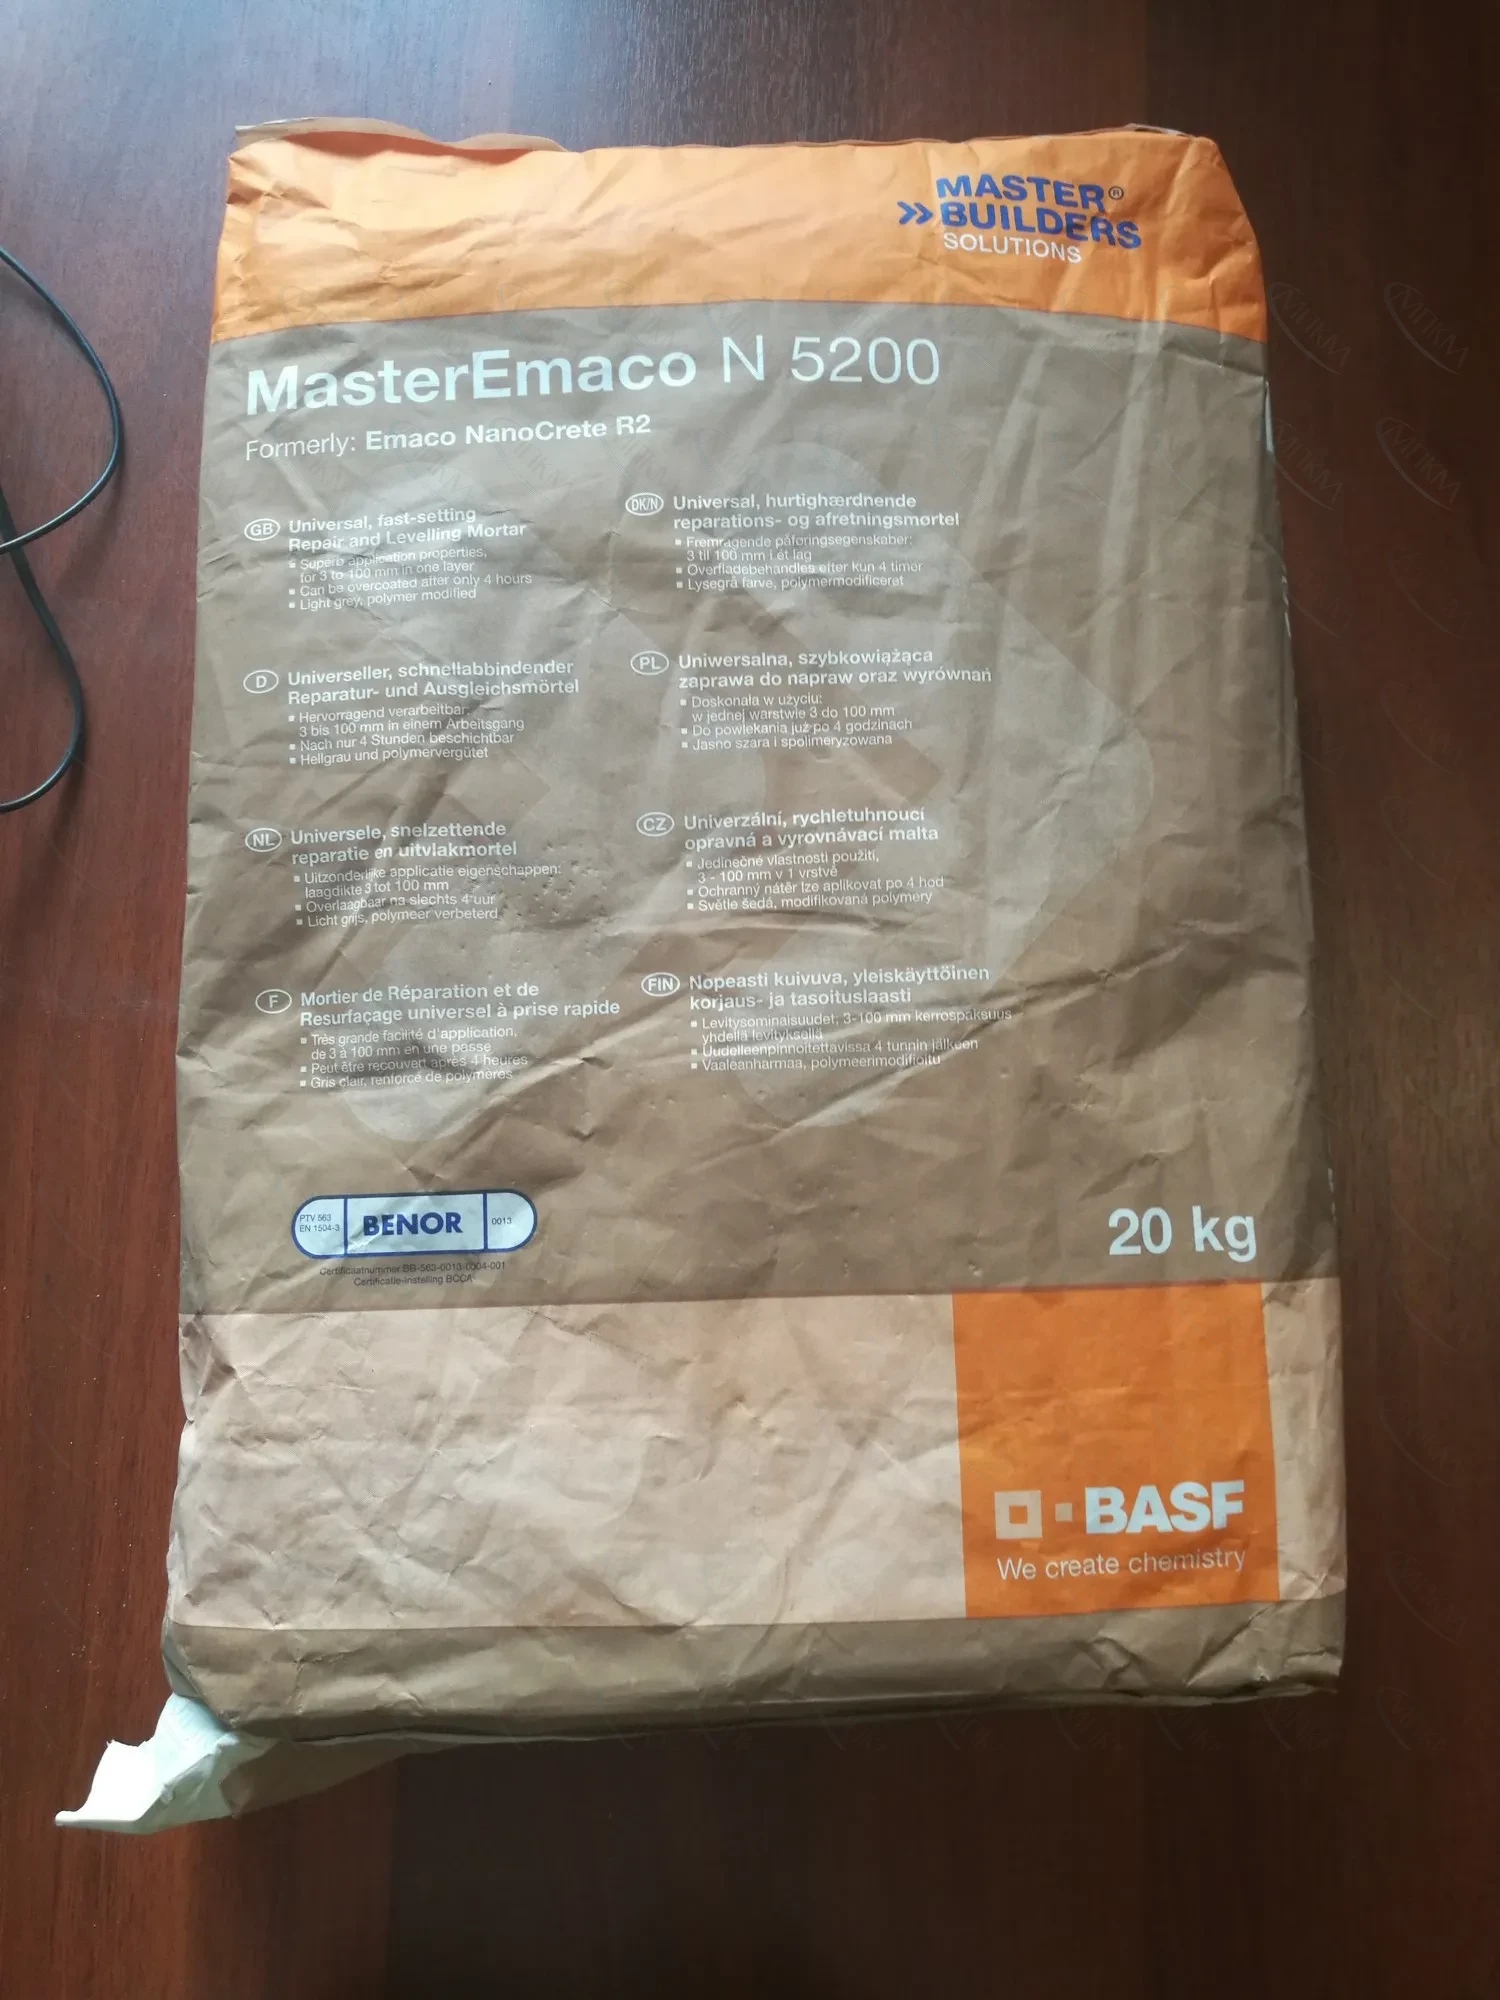 MASTER®
BUILDERS
SOLUTIONS
MasterEmaco N 5200
Formerly: Emaco NanoCrete R2
GB Universal, fast-setting
Repair and Levelling Mortar
▪ Superb application properties,
for 3 to 100 mm in one layer
▪ Can be overcoated after only 4 hours
▪ Light grey, polymer modified
D Universeller, schnellabbindender
Reparatur- und Ausgleichsmörtel
▪ Hervorragend verarbeitbar:
3 bis 100 mm in einem Arbeitsgang
▪ Nach nur 4 Stunden beschichtbar
▪ Hellgrau und polymervergütet
NL Universele, snelzettende
reparatie en uitvlakmortel
▪ Uitzonderlijke applicatie eigenschappen:
laagdikte 3 tot 100 mm
▪ Overlaagbaar na slechts 4 uur
▪ Licht grijs, polymeer verbeterd
F Mortier de Réparation et de
Resurfaçage universel à prise rapide
▪ Très grande facilité d'application,
de 3 à 100 mm en une passe
▪ Peut être recouvert après 4 heures
▪ Gris clair, renforcé de polymères
DK/N Universal, hurtighærdnende
reparations- og afretningsmørtel
▪ Fremragende påføringsegenskaber:
3 til 100 mm i ét lag
▪ Overfladebehandles efter kun 4 timer
▪ Lysegrå farve, polymermodificeret
PL Uniwersalna, szybkowiążąca
zaprawa do napraw oraz wyrównań
▪ Doskonała w użyciu:
w jednej warstwie 3 do 100 mm
▪ Do powlekania już po 4 godzinach
▪ Jasno szara i spolimeryzowana
CZ Univerzální, rychletuhnoucí
opravná a vyrovnávací malta
▪ Jedinečné vlastnosti použití,
3 - 100 mm v 1 vrstvě
▪ Ochranný nátěr lze aplikovat po 4 hod
▪ Světle šedá, modifikovaná polymery
FIN Nopeasti kuivuva, yleiskäyttöinen
korjaus- ja tasoituslaasti
▪ Levitysominaisuudet, 3-100 mm kerrospaksuus
yhdellä levityksellä
▪ Uudelleenpinnoitettavissa 4 tunnin jälkeen
▪ Vaaleanharmaa, polymeerimodifioitu
PTV 563
EN 1504-3
BENOR
0013
Certificaatnummer BB-563-0013-0004-001
Certificatie-instelling BCCA
20 kg
BASF
We create chemistry
МПКМ